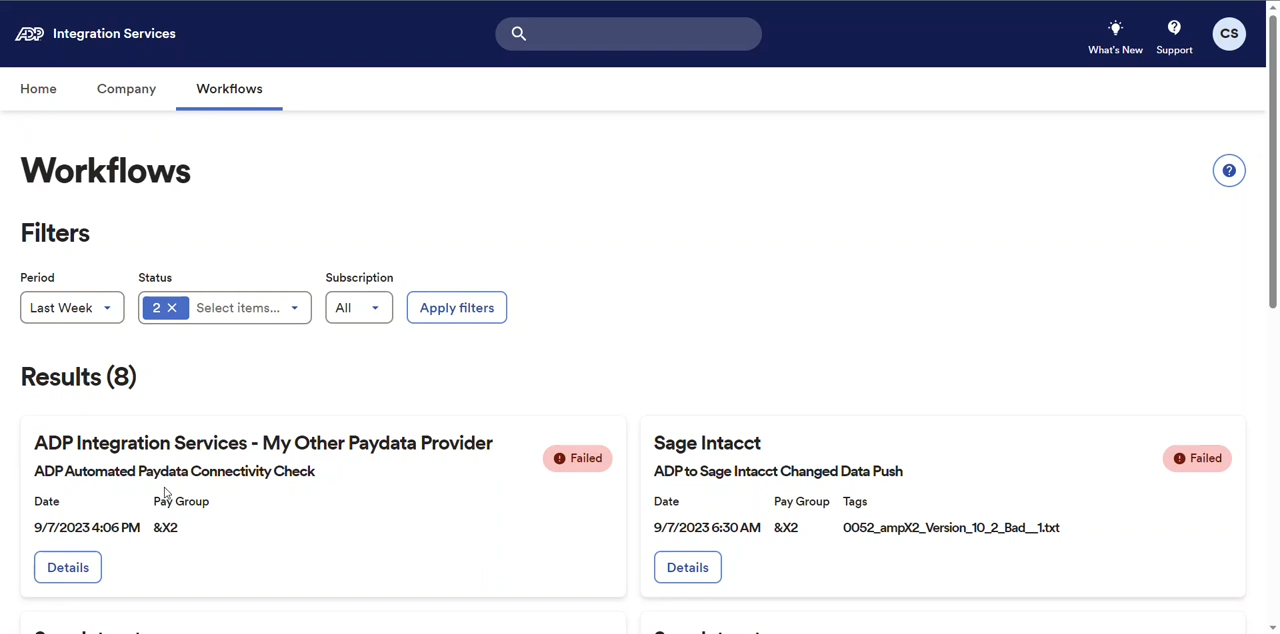 ADP Integration Services
What's New
Support
CS
Home
Company
Workflows
Workflows
Filters
Period
Status
Subscription
Last Week
2
Select items...
All
Apply filters
Results (8)
ADP Integration Services - My Other Paydata Provider
Failed
ADP Automated Paydata Connectivity Check
Date
Pay Group
9/7/2023 4:06 PM
&X2
Details
Sage Intacct
Failed
ADP to Sage Intacct Changed Data Push
Date
Pay Group
Tags
9/7/2023 6:30 AM
&X2
0052_ampX2_Version_10_2_Bad__1.txt
Details